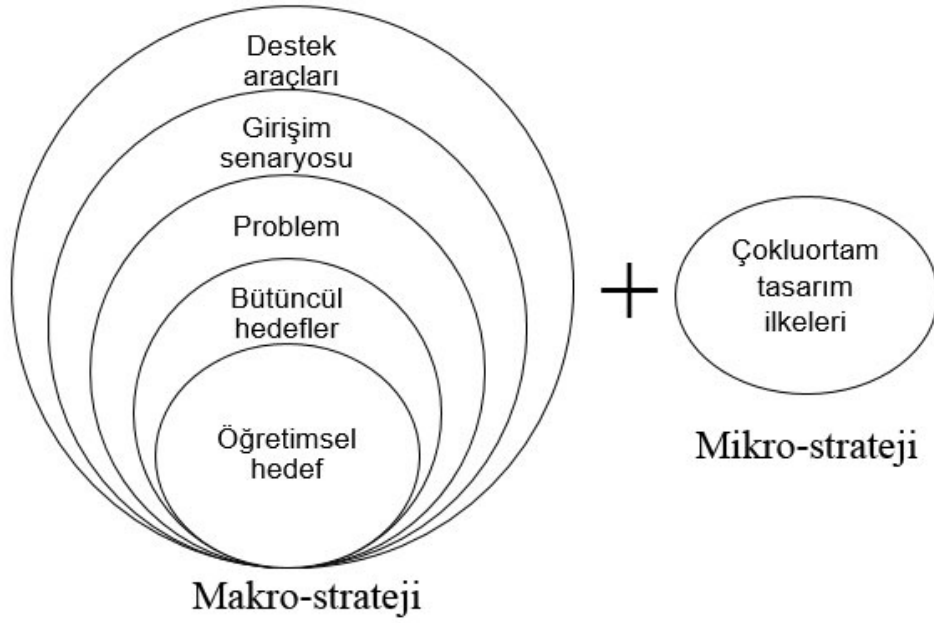 Destek
araçları
Girişim
senaryosu
Problem
Bütüncül
hedefler
Öğretimsel
hedef
Makro-strateji
+
Çokluortam
tasarım
ilkeleri
Mikro-strateji